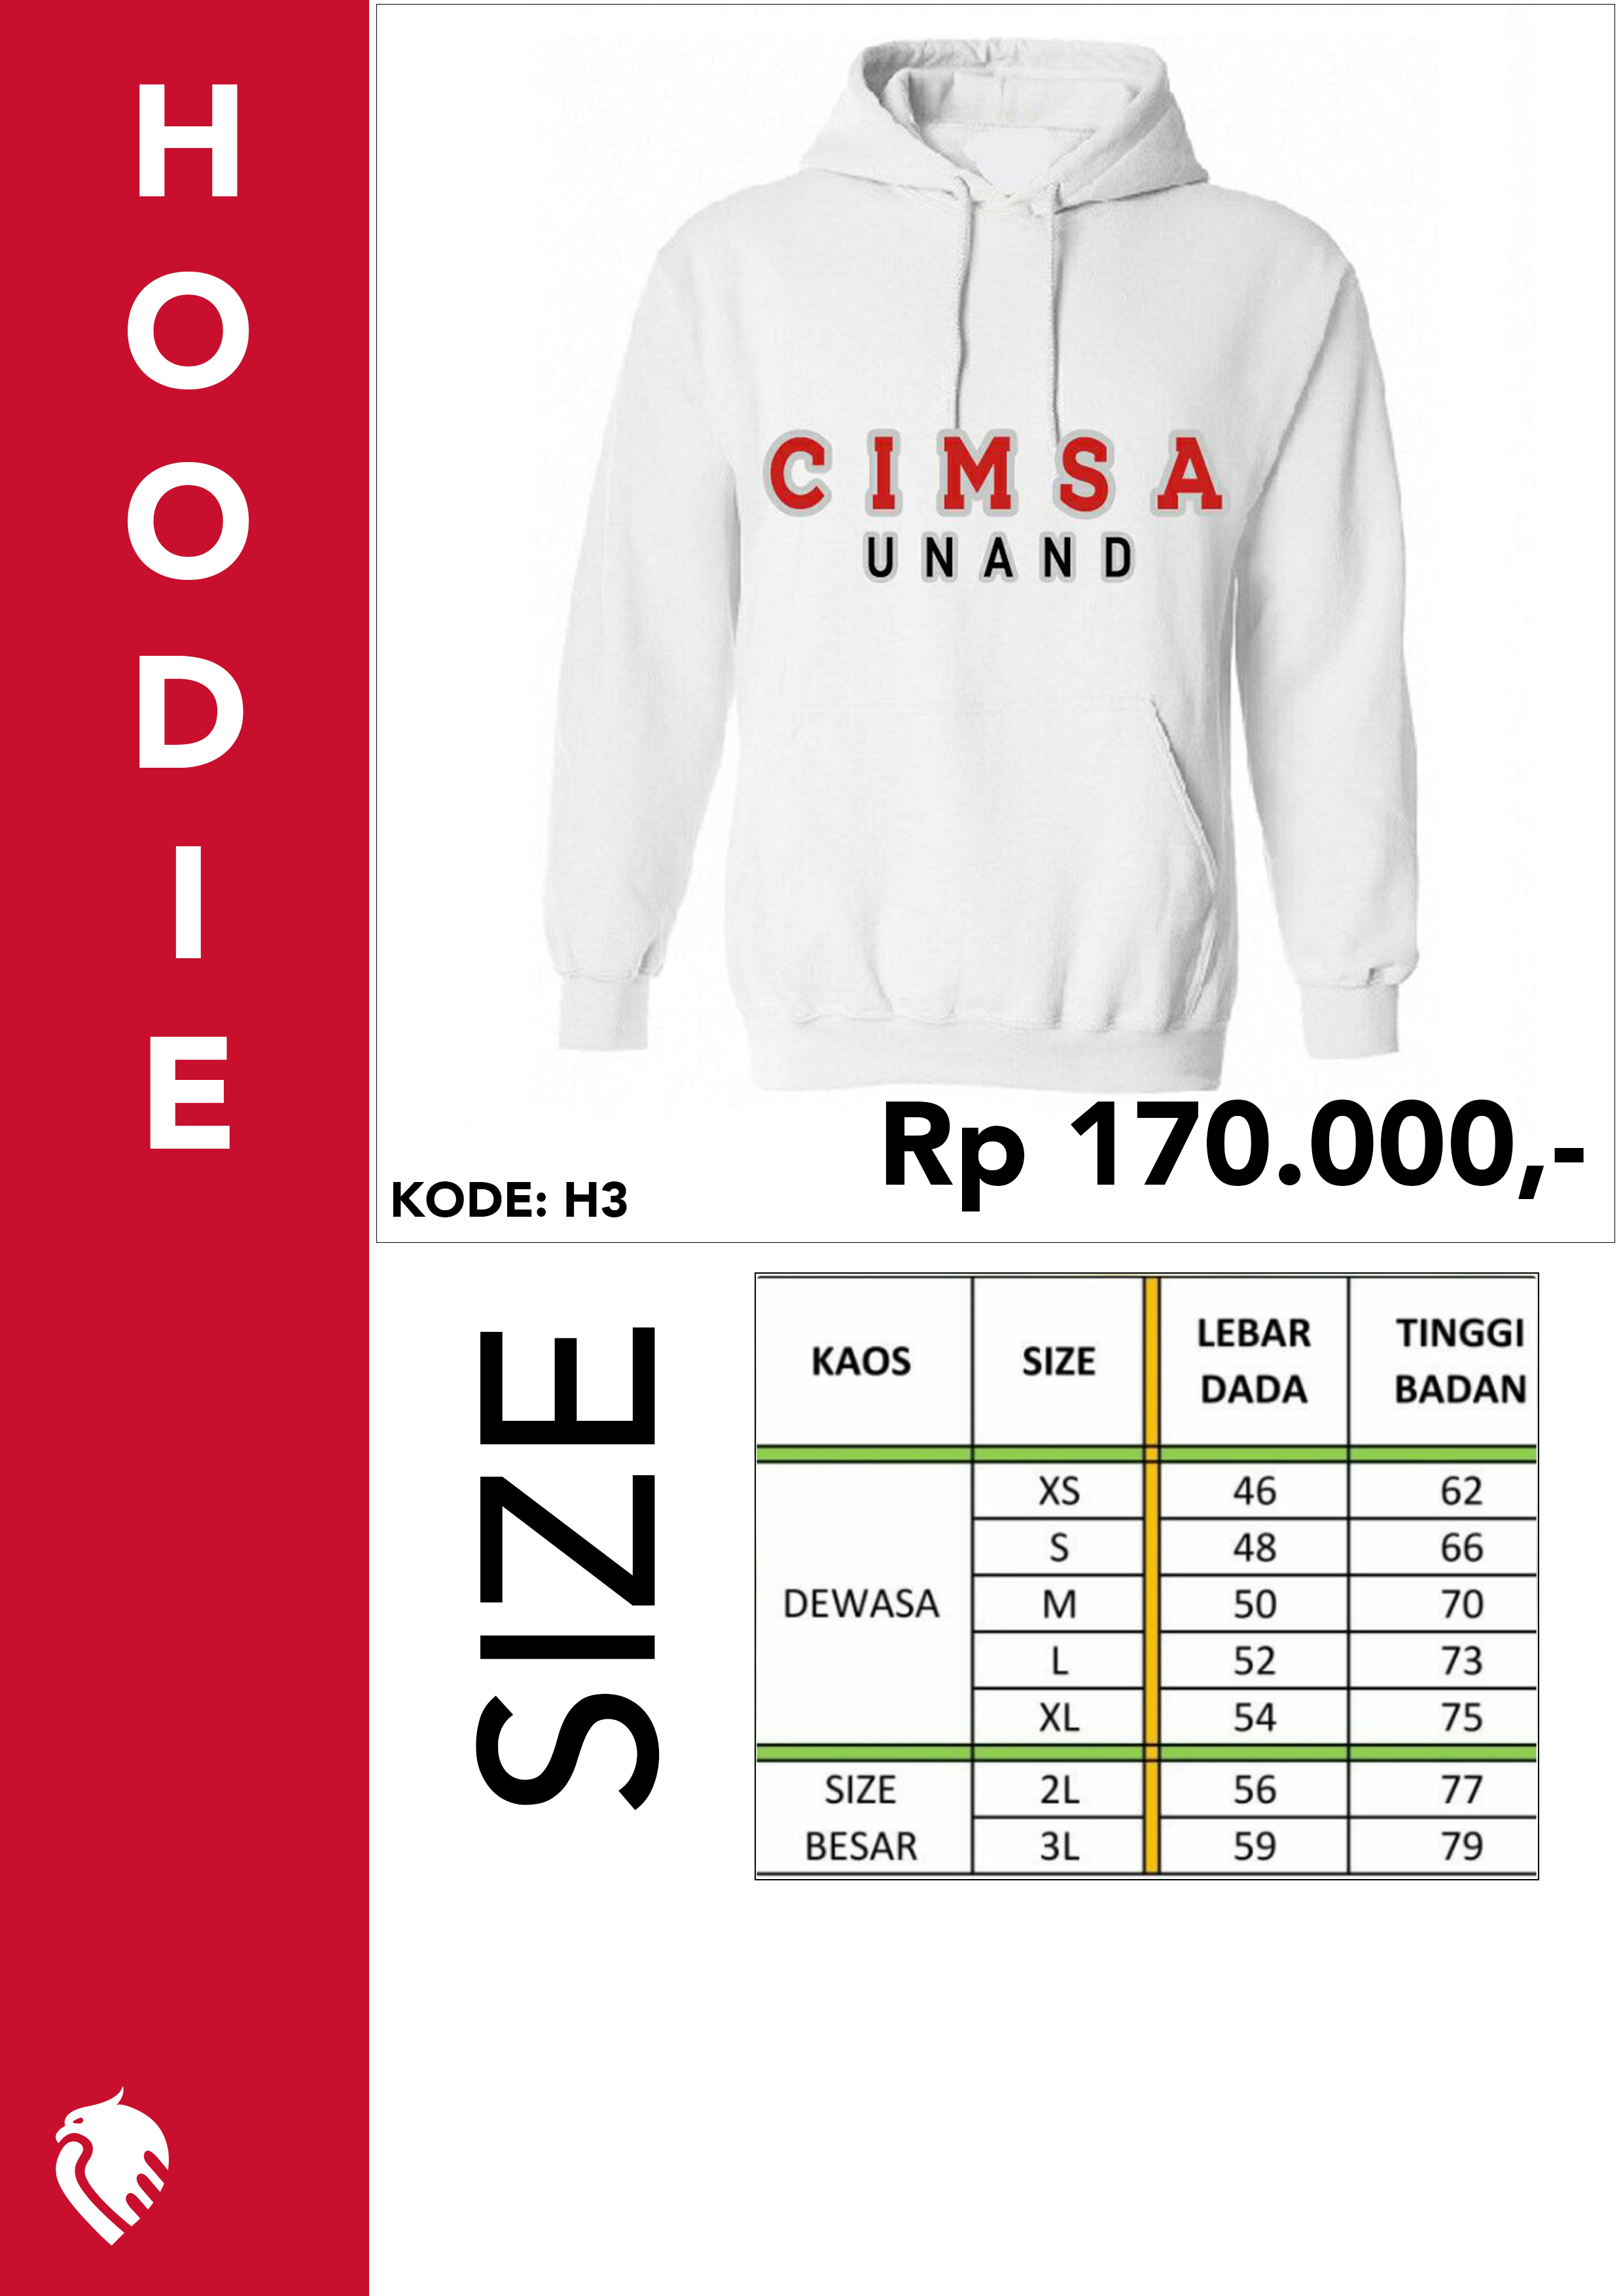 HOODIE
CIMSA
UNAND
Rp 170.000,-
KODE: H3
SIZE
KAOS SIZE LEBAR DADA TINGGI BADAN
DEWASA
XS 46 62
S 48 66
M 50 70
L 52 73
XL 54 75
SIZE BESAR
2L 56 77
3L 59 79